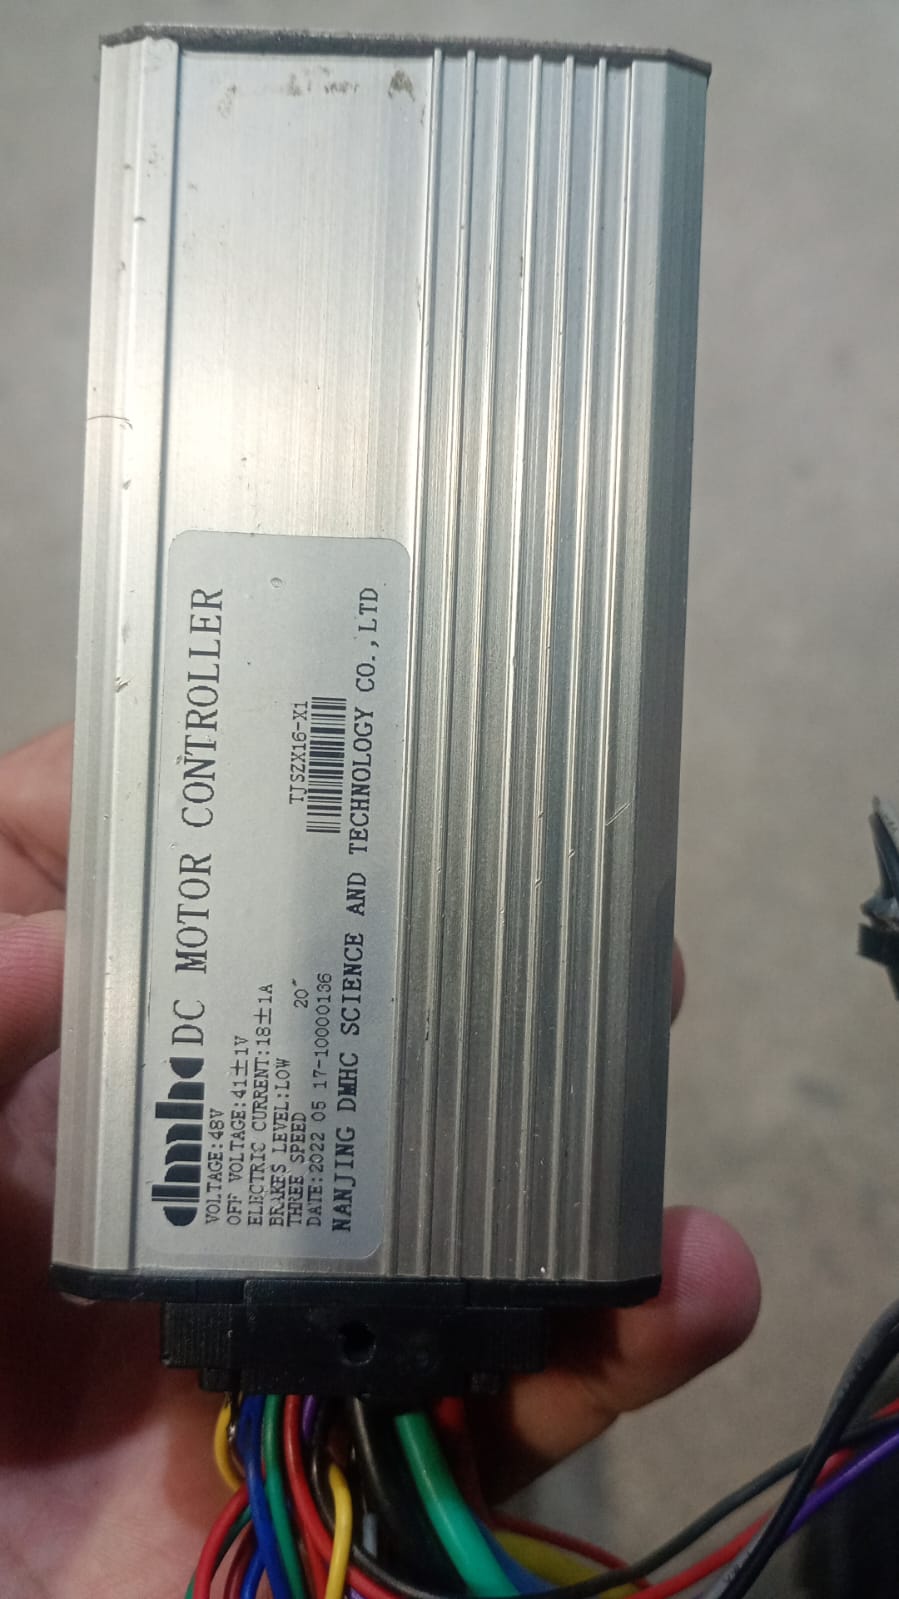 dmhc DC MOTOR CONTROLLER
VOLTAGE:48V
OFF VOLTAGE:41±1V
ELECTRIC CURRENT:18±1A
BRAKES LEVEL:LOW
THREE SPEED 20″
TJSZX16-X1
DATE:2022 05 17-10000136
NANJING DMHC SCIENCE AND TECHNOLOGY CO.,LTD